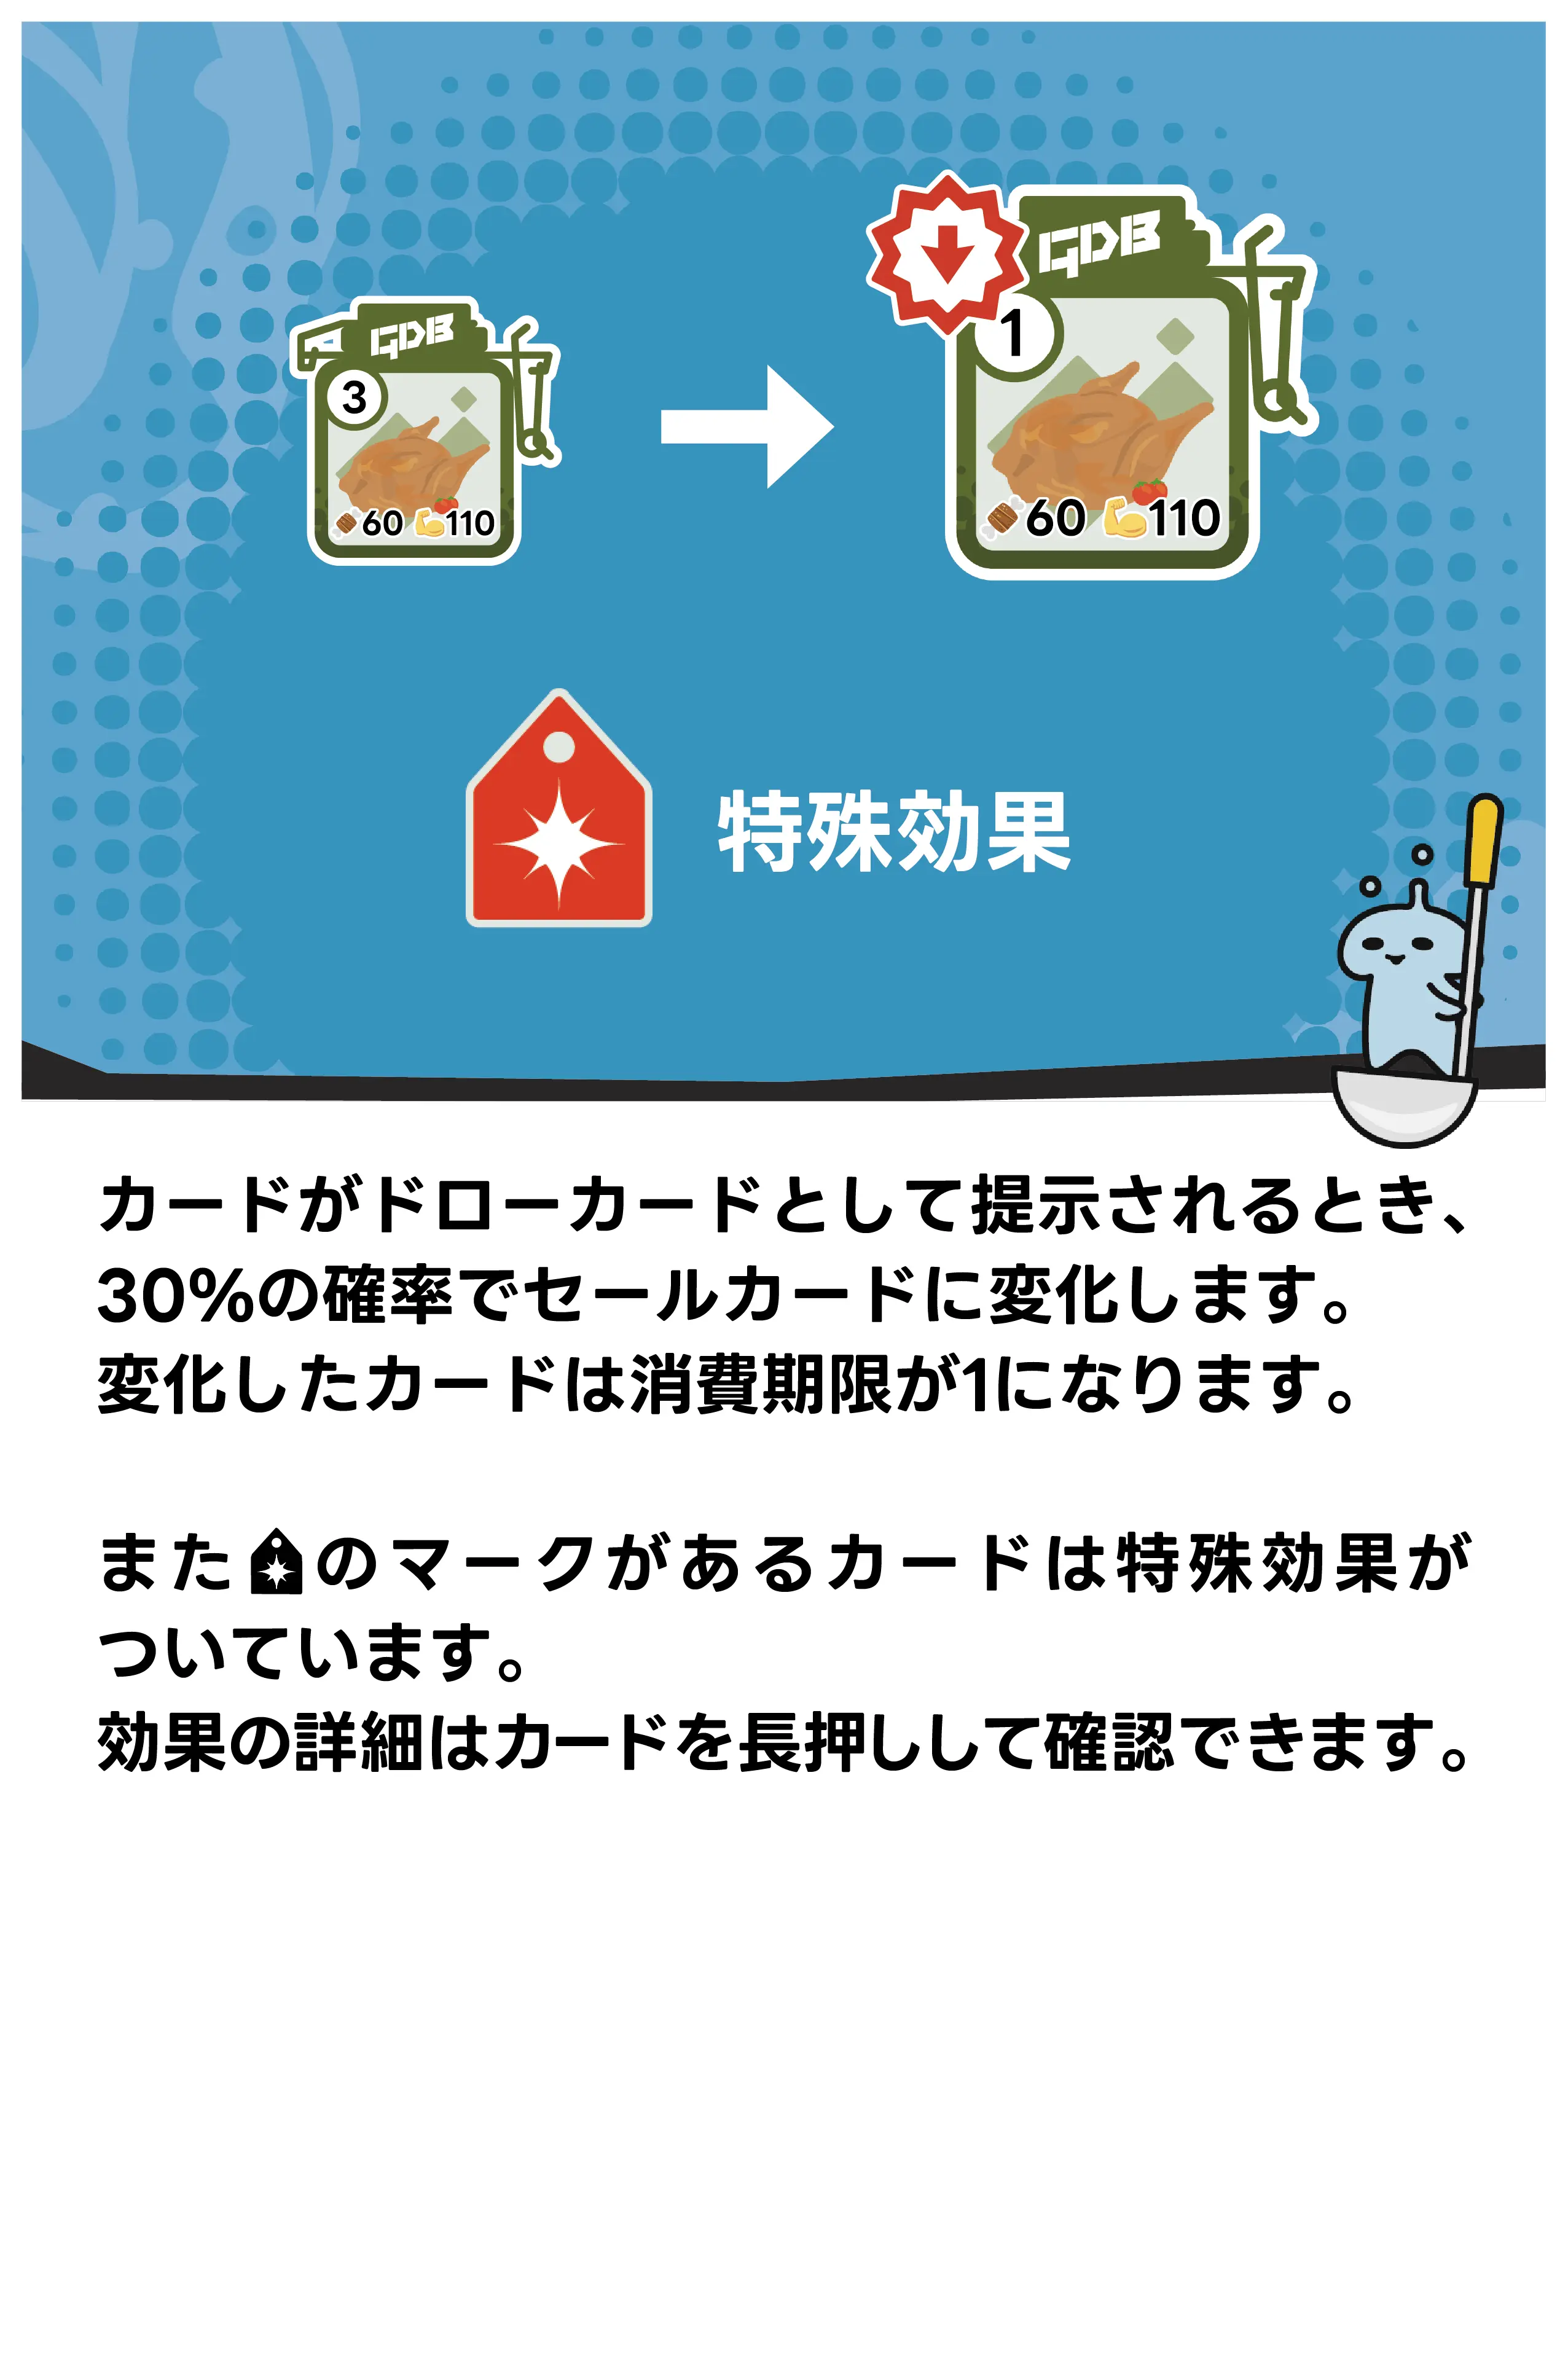 GDB
3
60 110
GDB
1
60 110
特殊効果
カードがドローカードとして提示されるとき、
30%の確率でセールカードに変化します。
変化したカードは消費期限が1になります。
またのマークがあるカードは特殊効果が
ついています。
効果の詳細はカードを長押しして確認できます。